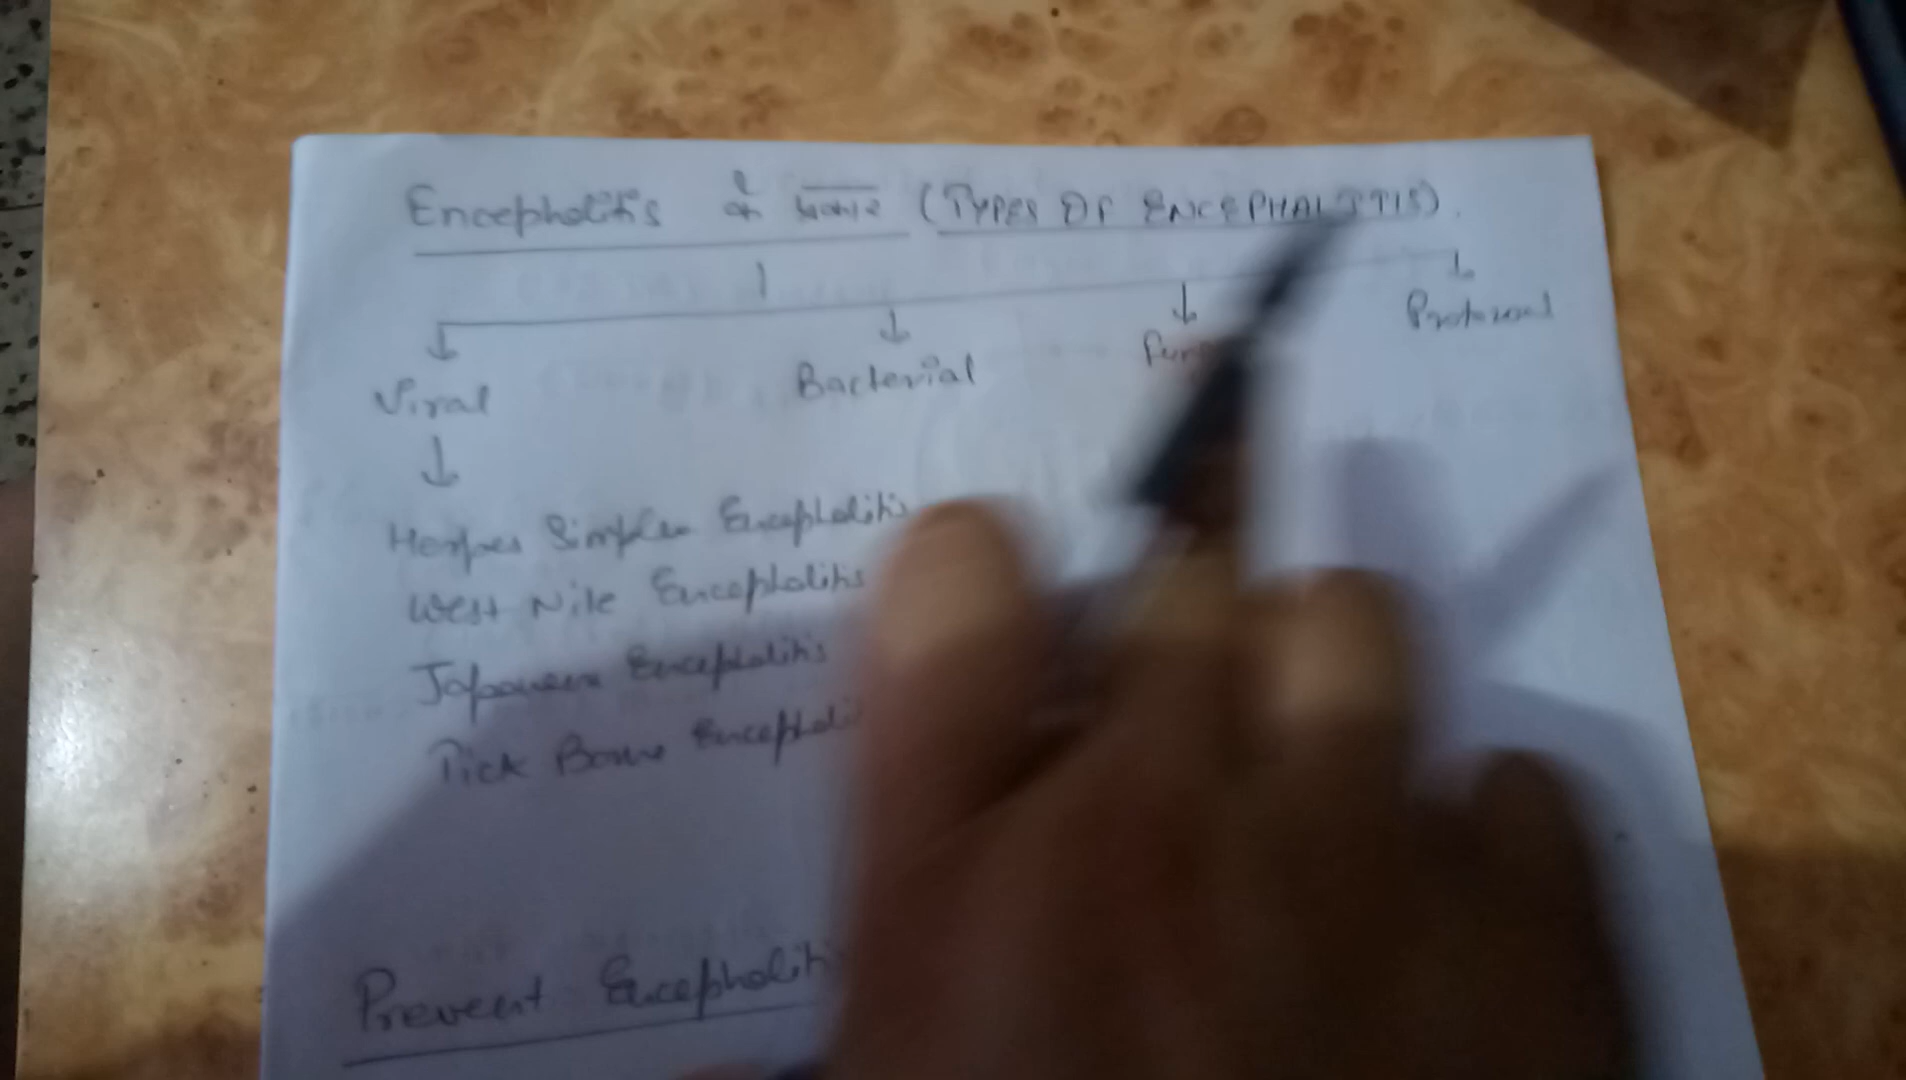 Encephalitis के प्रकार (TYPES OF ENCEPHALITIS).
Viral Bacterial Protozoal
Herpes Simplex Encephalitis
West Nile Encephalitis
Japanese Encephalitis
Tick Borne
Prevent